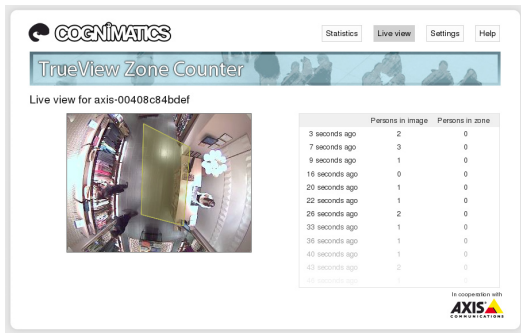 COGNIMATICS
Statistics Live view Settings Help
TrueView Zone Counter
Live view for axis-00408c84bdef
Persons in image Persons in zone
3 seconds ago 2 0
7 seconds ago 3 0
9 seconds ago 1 0
16 seconds ago 0 0
20 seconds ago 1 0
22 seconds ago 1 0
26 seconds ago 2 0
33 seconds ago 1 0
36 seconds ago 1 0
40 seconds ago 1 0
43 seconds ago 2 0
seconds ago 1 0
In cooperation with
AXIS
COMMUNICATIONS